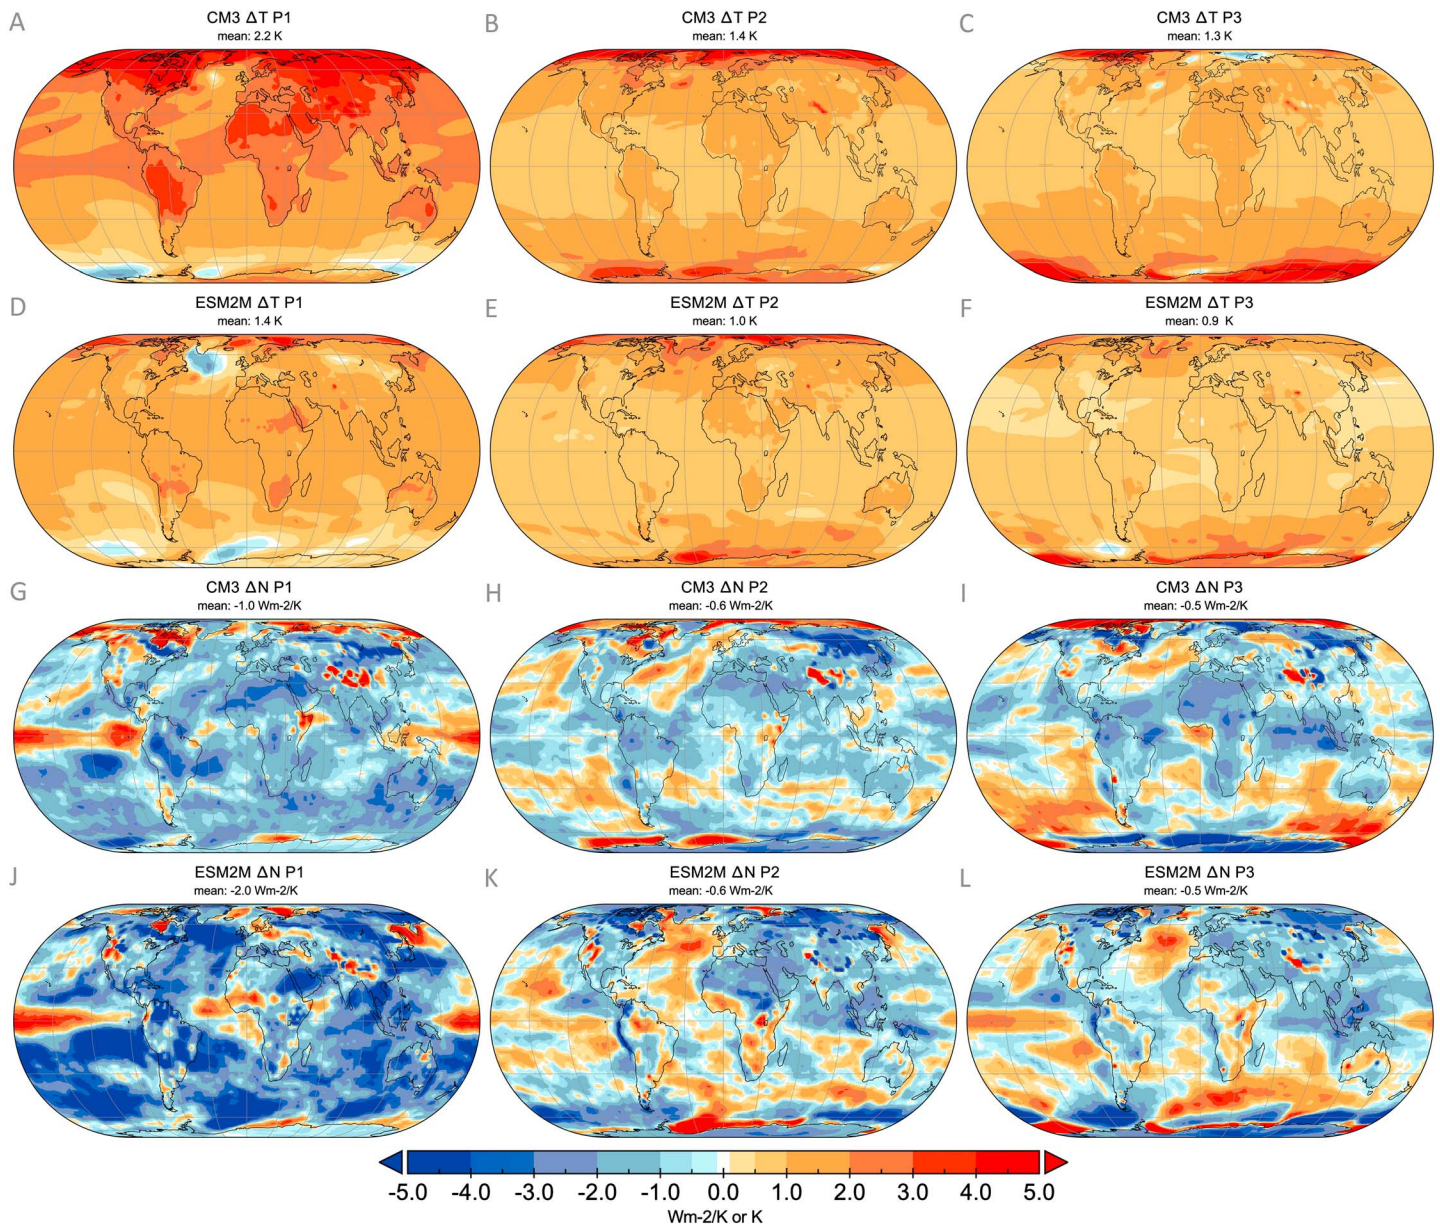 A
CM3 ΔT P1
mean: 2.2 K
B
CM3 ΔT P2
mean: 1.4 K
C
CM3 ΔT P3
mean: 1.3 K
D
ESM2M ΔT P1
mean: 1.4 K
E
ESM2M ΔT P2
mean: 1.0 K
F
ESM2M ΔT P3
mean: 0.9 K
G
CM3 ΔN P1
mean: -1.0 Wm-2/K
H
CM3 ΔN P2
mean: -0.6 Wm-2/K
I
CM3 ΔN P3
mean: -0.5 Wm-2/K
J
ESM2M ΔN P1
mean: -2.0 Wm-2/K
K
ESM2M ΔN P2
mean: -0.6 Wm-2/K
L
ESM2M ΔN P3
mean: -0.5 Wm-2/K
-5.0 -4.0 -3.0 -2.0 -1.0 0.0 1.0 2.0 3.0 4.0 5.0
Wm-2/K or K